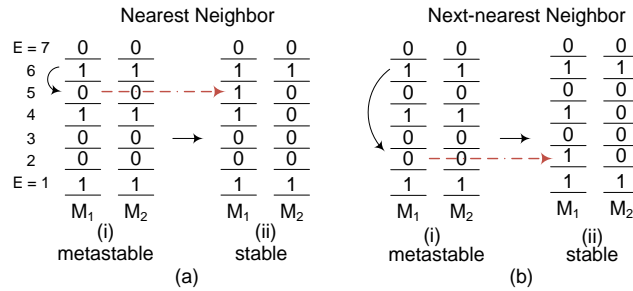 Nearest Neighbor Next-nearest Neighbor
E = 7 0 0 0 0 0 0 0 0
6 1 1 1 1 1 1 1 1
5 0 0 1 0 0 0 0 0
4 1 1 1 1 1 1 1 0
3 0 0 0 0 0 0 0 0
2 0 0 0 0 0 0 1 0
E = 1 1 1 1 1 1 1 1 1
M1 M2 M1 M2 M1 M2 M1 M2
(i) (ii) (i) (ii)
metastable stable metastable stable
(a) (b)